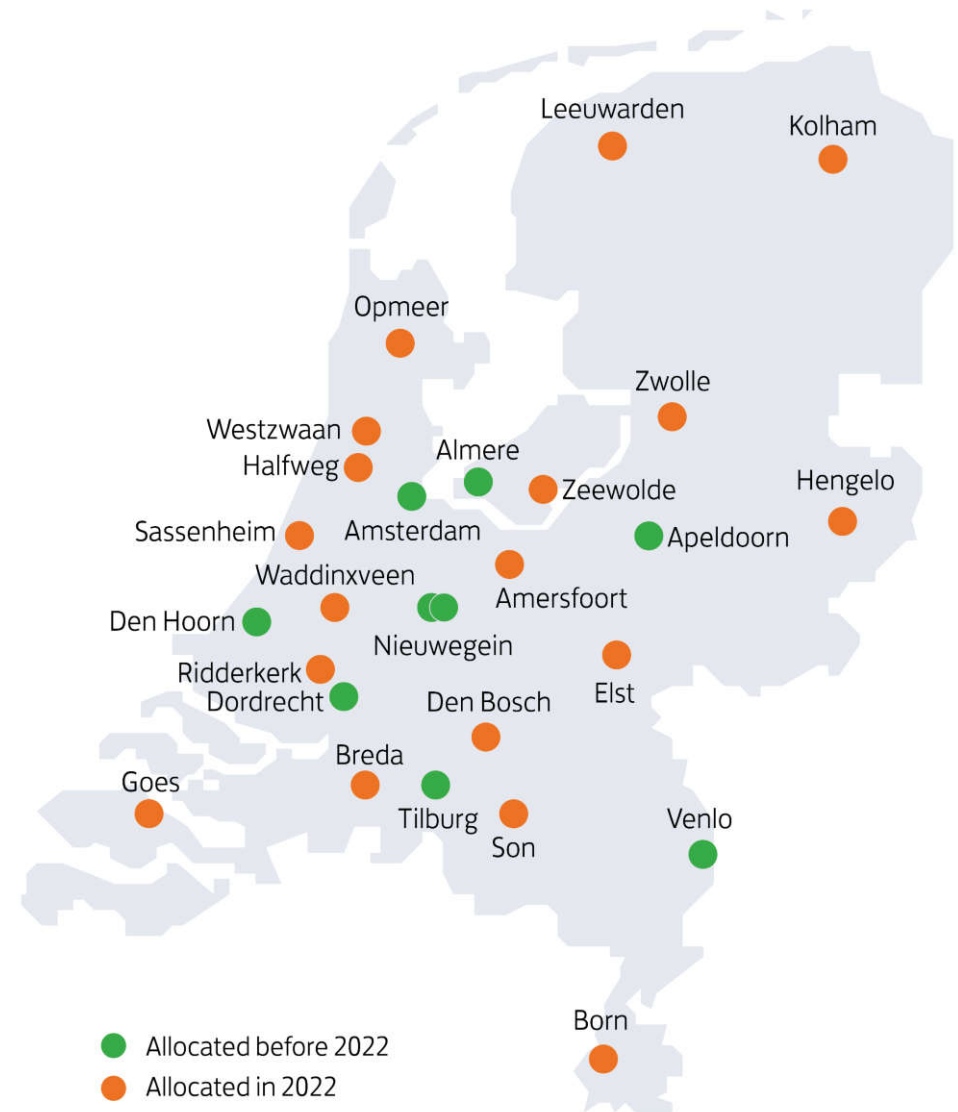 Leeuwarden
Kolham
Opmeer
Zwolle
Westzwaan
Almere
Halfweg
Hengelo
Zeewolde
Amsterdam
Sassenheim
Apeldoorn
Waddinxveen
Amersfoort
Den Hoorn
Nieuwegein
Ridderkerk
Elst
Dordrecht
Den Bosch
Breda
Goes
Tilburg
Venlo
Son
Born
Allocated before 2022
Allocated in 2022